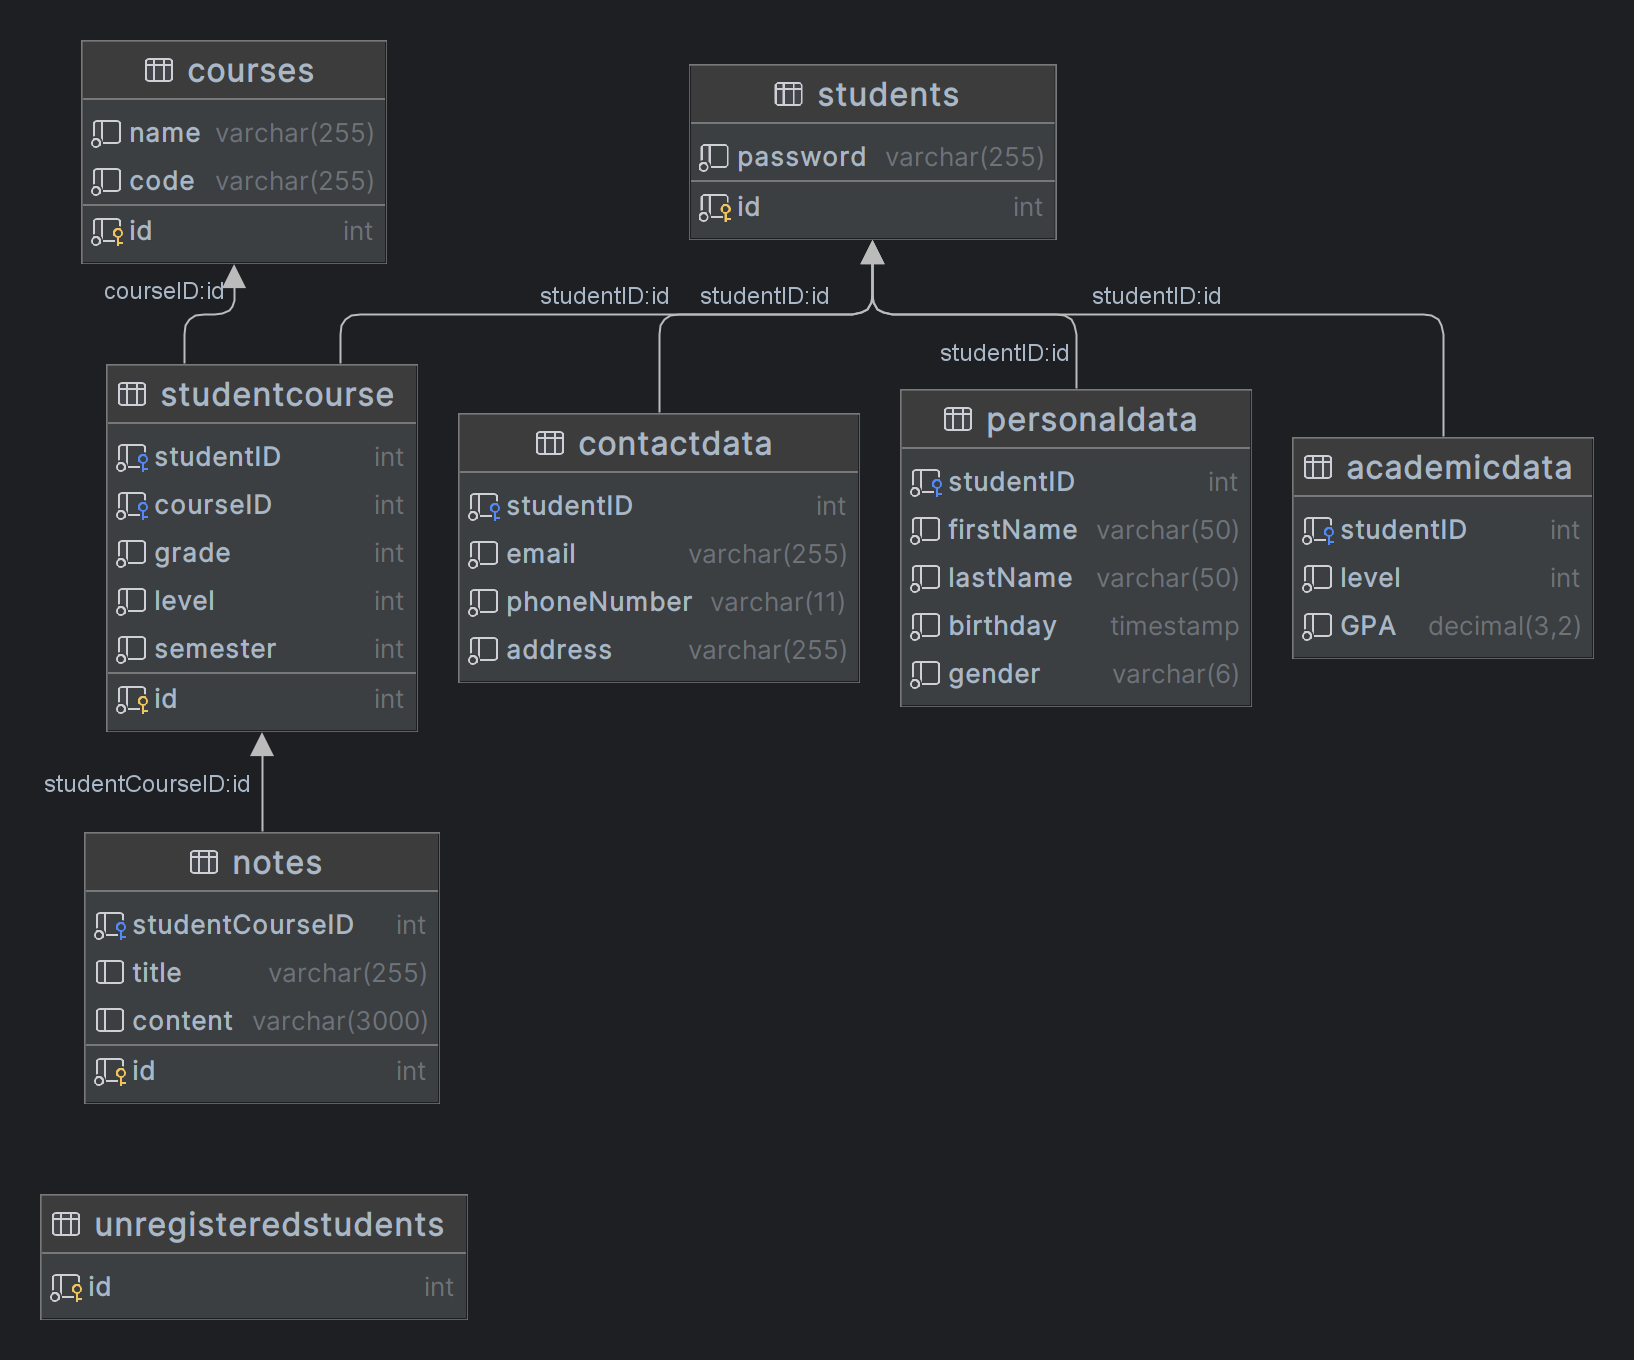 courses
name varchar(255)
code varchar(255)
id int
students
password varchar(255)
id int
courseID:id
studentID:id
studentID:id
studentID:id
studentID:id
studentcourse
studentID int
courseID int
grade int
level int
semester int
id int
contactdata
studentID int
email varchar(255)
phoneNumber varchar(11)
address varchar(255)
personaldata
studentID int
firstName varchar(50)
lastName varchar(50)
birthday timestamp
gender varchar(6)
academicdata
studentID int
level int
GPA decimal(3,2)
studentCourseID:id
notes
studentCourseID int
title varchar(255)
content varchar(3000)
id int
unregisteredstudents
id int